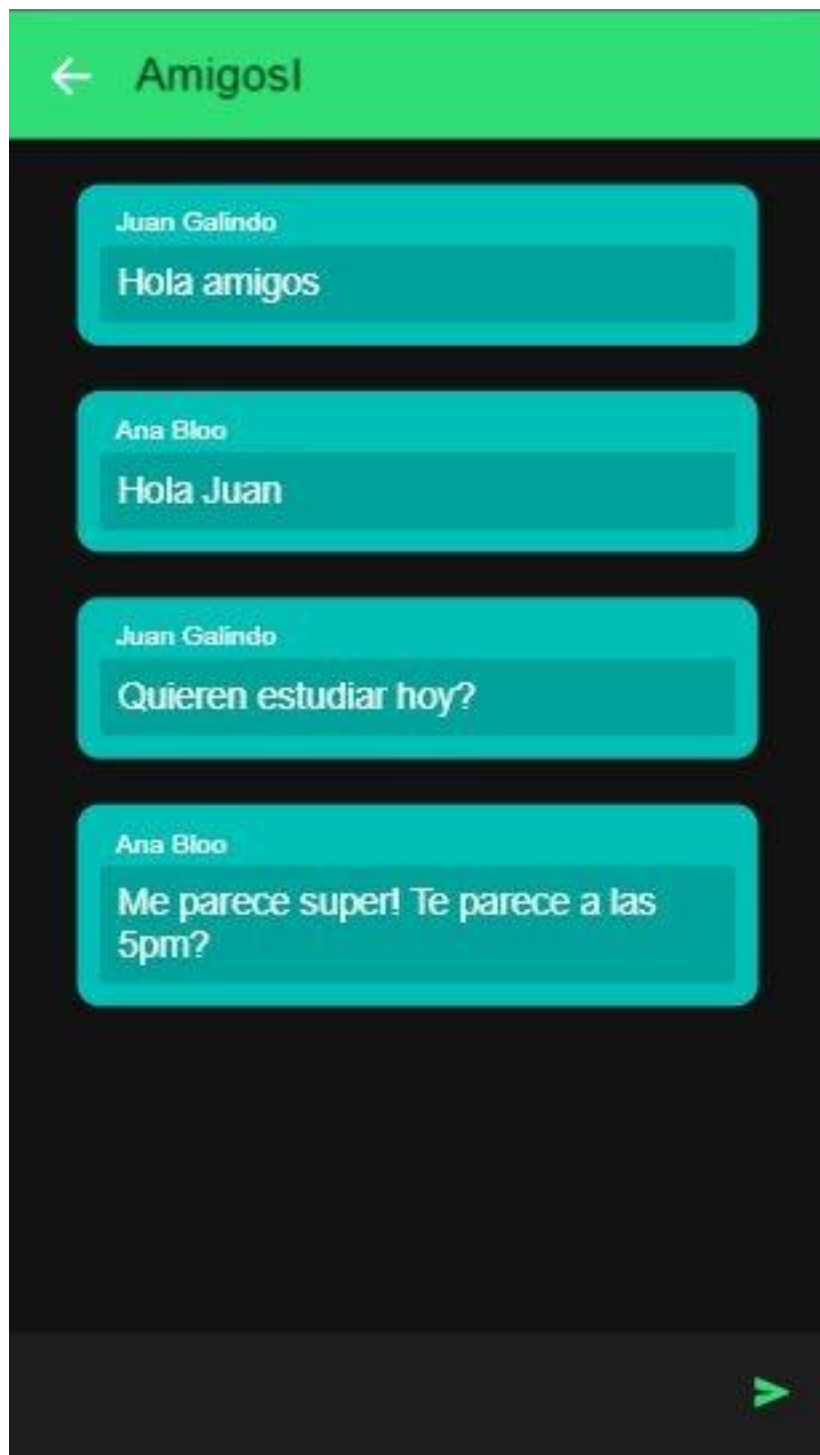 AmigosI
Juan Galindo
Hola amigos
Ana Bloo
Hola Juan
Juan Galindo
Quieren estudiar hoy?
Ana Bloo
Me parece super! Te parece a las
5pm?